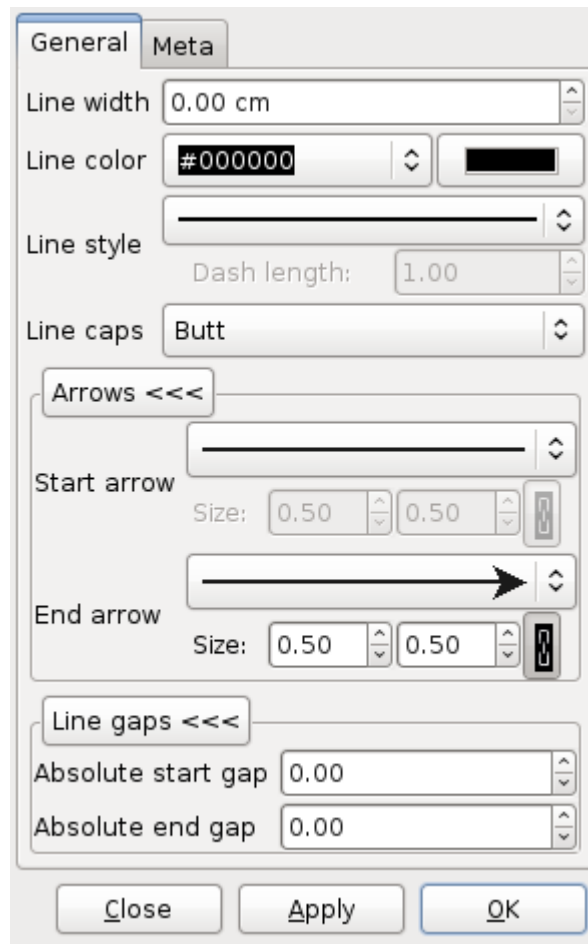 General Meta
Line width 0.00 cm
Line color #000000
Line style
Dash length: 1.00
Line caps Butt
Arrows <<<
Start arrow
Size: 0.50 0.50
End arrow
Size: 0.50 0.50
Line gaps <<<
Absolute start gap 0.00
Absolute end gap 0.00
Close Apply OK